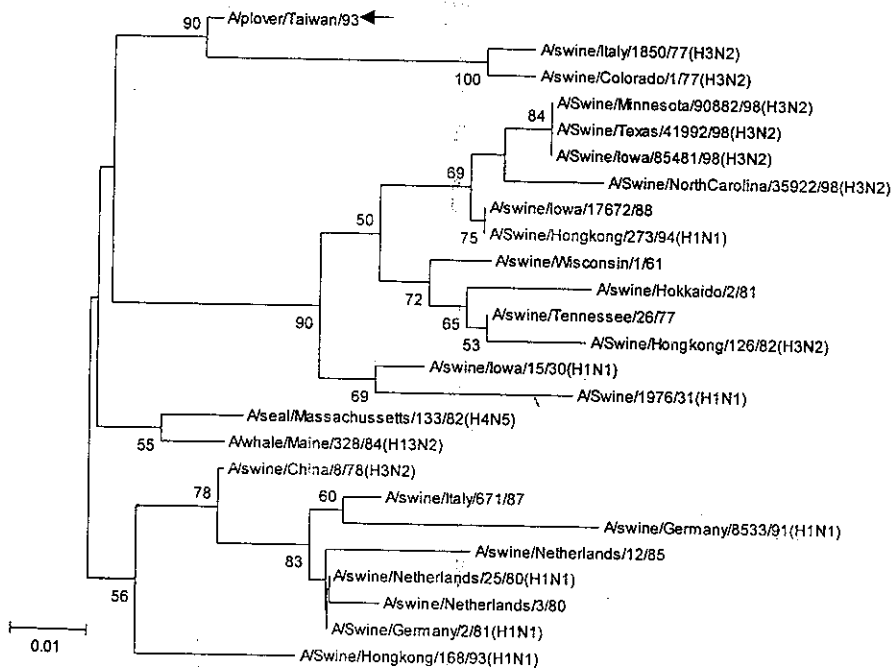 A/plover/Taiwan/93
90
A/swine/Italy/1850/77(H3N2)
100
A/swine/Colorado/1/77(H3N2)
A/Swine/Minnesota/90882/98(H3N2)
84
A/Swine/Texas/41992/98(H3N2)
A/Swine/Iowa/85481/98(H3N2)
69
A/Swine/NorthCarolina/35922/98(H3N2)
A/swine/Iowa/17672/88
50
75
A/Swine/Hongkong/273/94(H1N1)
A/swine/Wisconsin/1/61
72
A/swine/Hokkaido/2/81
90
65
A/swine/Tennessee/26/77
53
A/Swine/Hongkong/126/82(H3N2)
A/swine/Iowa/15/30(H1N1)
69
A/Swine/1976/31(H1N1)
A/seal/Massachussetts/133/82(H4N5)
55
A/whale/Maine/328/84(H13N2)
A/swine/China/8/78(H3N2)
78
60
A/swine/Italy/671/87
A/swine/Germany/8533/91(H1N1)
83
A/swine/Netherlands/12/85
A/swine/Netherlands/25/80(H1N1)
56
A/swine/Netherlands/3/80
A/Swine/Germany/2/81(H1N1)
0.01
A/Swine/Hongkong/168/93(H1N1)